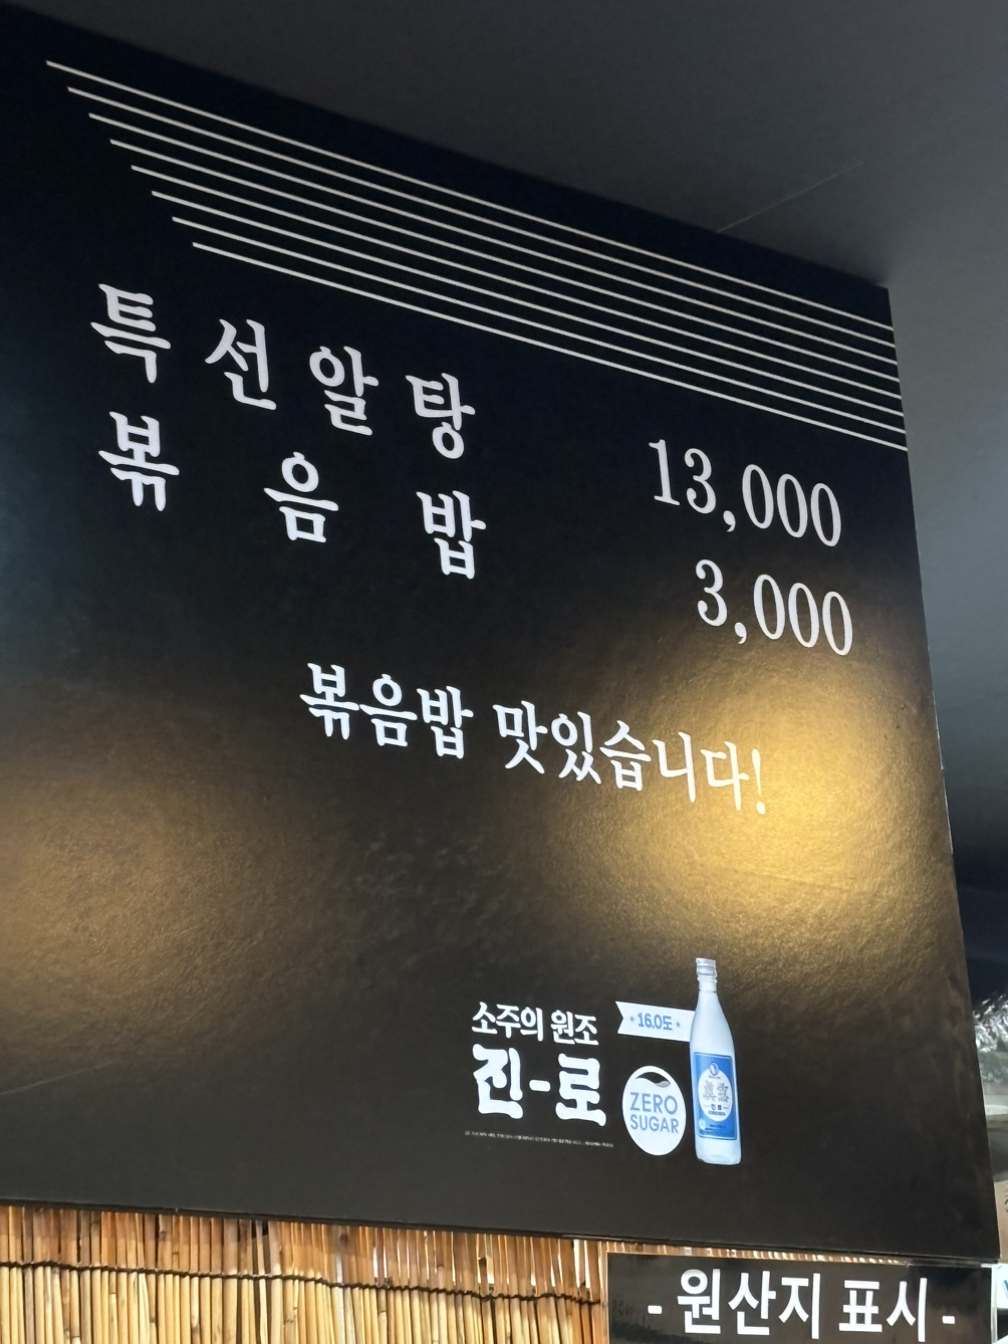 특선알탕 13,000
볶음밥 3,000
볶음밥 맛있습니다!
소주의 원조
진-로
16.0도
ZERO
SUGAR
- 원산지 표시 -